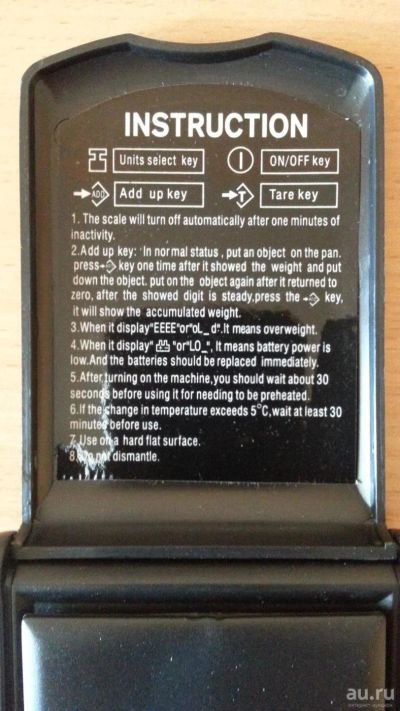 INSTRUCTION
Units select key
ON/OFF key
ADD Add up key
T Tare key
1. The scale will turn off automatically after one minutes of
inactivity.
2.Add up key: In normal status , put an object on the pan.
press key one time after it showed the weight and put
down the object. put on the object again after it returned to
zero, after the showed digit is steady,press the key,
it will show the accumulated weight.
3.When it display"EEEE"or"oL_d".It means overweight.
4.When it display" "or"LO_", It means battery power is
low.And the batteries should be replaced immediately.
5.After turning on the machine,you should wait about 30
seconds before using it for needing to be preheated.
6.If the change in temperature exceeds 5°C,wait at least 30
minutes before use.
7.Use on a hard flat surface.
8.Do not dismantle.
au.ru